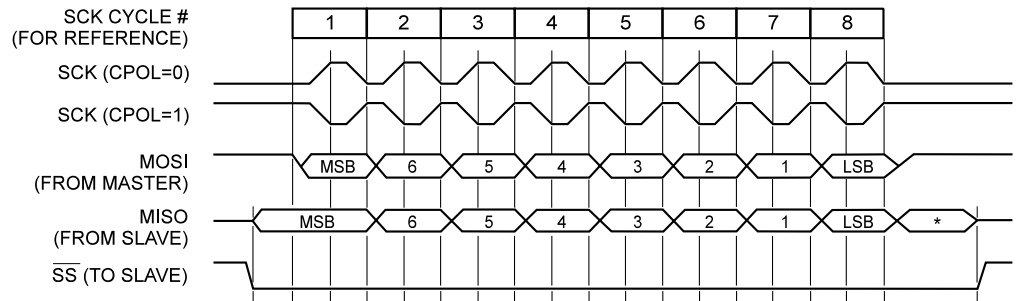 SCK CYCLE #
(FOR REFERENCE)
1 2 3 4 5 6 7 8
SCK (CPOL=0)
SCK (CPOL=1)
MOSI
(FROM MASTER)
MSB 6 5 4 3 2 1 LSB
MISO
(FROM SLAVE)
MSB 6 5 4 3 2 1 LSB *
SS (TO SLAVE)